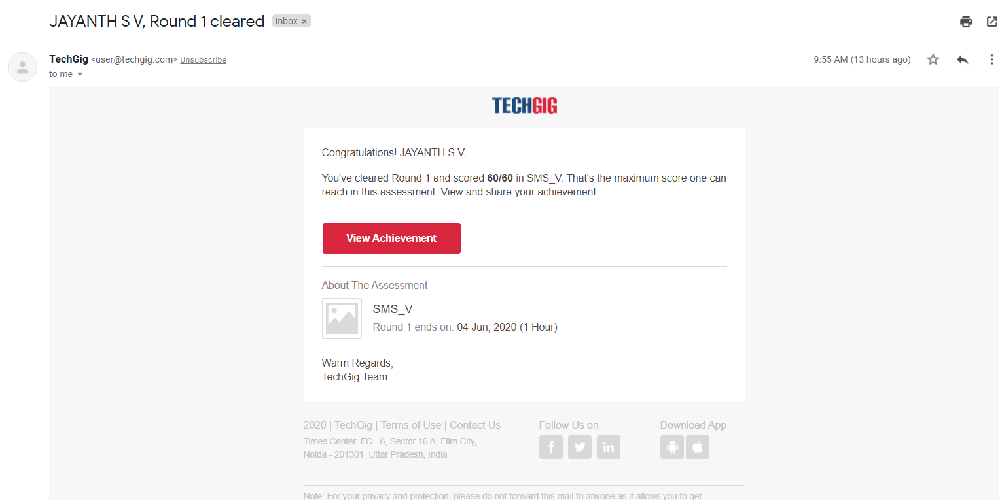 JAYANTH S V, Round 1 cleared Inbox ×
TechGig <user@techgig.com> Unsubscribe 9:55 AM (13 hours ago)
to me
TECHGIG
Congratulations! JAYANTH S V,
You've cleared Round 1 and scored 60/60 in SMS_V. That's the maximum score one can
reach in this assessment. View and share your achievement.
View Achievement
About The Assessment
SMS_V
Round 1 ends on: 04 Jun, 2020 (1 Hour)
Warm Regards,
TechGig Team
2020 | TechGig | Terms of Use | Contact Us
Times Center, FC - 6, Sector 16 A, Film City,
Noida - 201301, Uttar Pradesh, India
Follow Us on
f in
Download App
Note: For your privacy and protection, please do not forward this mail to anyone as it allows you to get